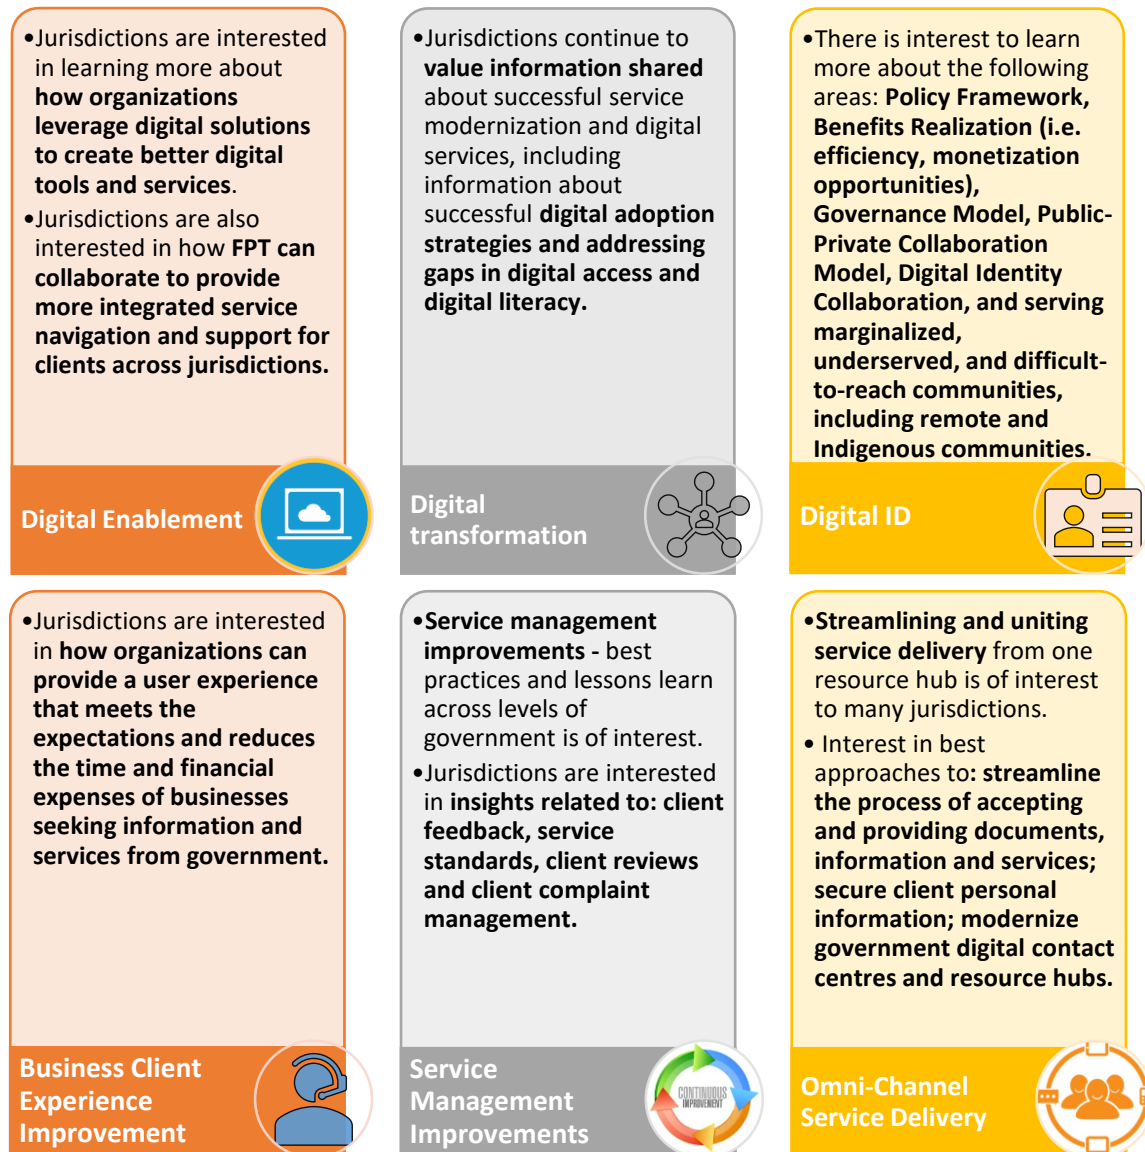 •Jurisdictions are interested
in learning more about
how organizations
leverage digital solutions
to create better digital
tools and services.
•Jurisdictions are also
interested in how FPT can
collaborate to provide
more integrated service
navigation and support for
clients across jurisdictions.
Digital Enablement
•Jurisdictions continue to
value information shared
about successful service
modernization and digital
services, including
information about
successful digital adoption
strategies and addressing
gaps in digital access and
digital literacy.
Digital
transformation
•There is interest to learn
more about the following
areas: Policy Framework,
Benefits Realization (i.e.
efficiency, monetization
opportunities),
Governance Model, Public-
Private Collaboration
Model, Digital Identity
Collaboration, and serving
marginalized,
underserved, and difficult-
to-reach communities,
including remote and
Indigenous communities.
Digital ID
•Jurisdictions are interested
in how organizations can
provide a user experience
that meets the
expectations and reduces
the time and financial
expenses of businesses
seeking information and
services from government.
Business Client
Experience
Improvement
•Service management
improvements - best
practices and lessons learn
across levels of
government is of interest.
•Jurisdictions are interested
in insights related to: client
feedback, service
standards, client reviews
and client complaint
management.
Service
Management
Improvements
CONTINUOUS
IMPROVEMENT
•Streamlining and uniting
service delivery from one
resource hub is of interest
to many jurisdictions.
• Interest in best
approaches to: streamline
the process of accepting
and providing documents,
information and services;
secure client personal
information; modernize
government digital contact
centres and resource hubs.
Omni-Channel
Service Delivery